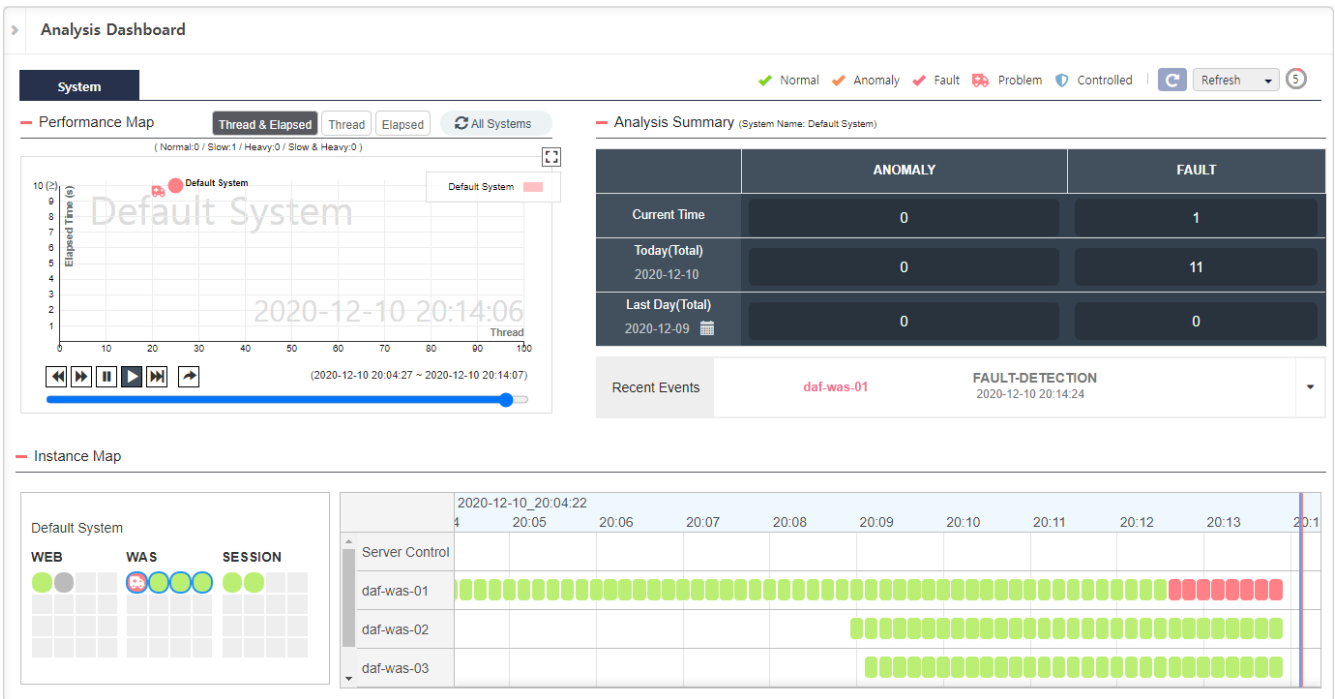 Analysis Dashboard
System
Normal Anomaly Fault Problem Controlled Refresh 5
Performance Map Thread & Elapsed Thread Elapsed All Systems
( Normal:0 / Slow:1 / Heavy:0 / Slow & Heavy:0 )
Default System
Default System
Default System
10 (≥)
9
8
7
6
5
4
3
2
1
Elapsed Time (s)
2020-12-10 20:14:06
Thread
0 10 20 30 40 50 60 70 80 90 100
(2020-12-10 20:04:27 ~ 2020-12-10 20:14:07)
Analysis Summary (System Name: Default System)
ANOMALY FAULT
Current Time 0 1
Today(Total)
2020-12-10 0 11
Last Day(Total)
2020-12-09 0 0
Recent Events daf-was-01 FAULT-DETECTION
2020-12-10 20:14:24
Instance Map
Default System
WEB WAS SESSION
2020-12-10_20:04:22
4 20:05 20:06 20:07 20:08 20:09 20:10 20:11 20:12 20:13 20:1
Server Control
daf-was-01
daf-was-02
daf-was-03